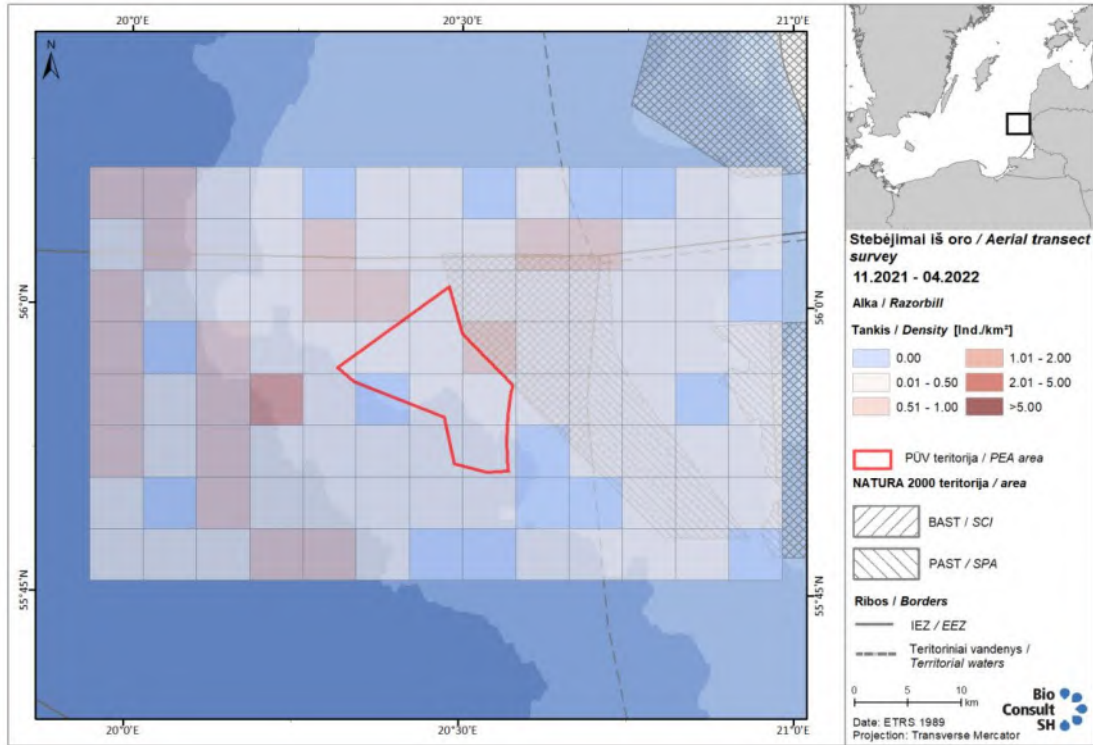 20°0'E
20°30'E
21°0'E
N
56°0'N
56°0'N
55°45'N
55°45'N
20°0'E
20°30'E
21°0'E
Stebėjimai iš oro / Aerial transect
survey
11.2021 - 04.2022
Alka / Razorbill
Tankis / Density [Ind./km²]
0.00
1.01 - 2.00
0.01 - 0.50
2.01 - 5.00
0.51 - 1.00
>5.00
PŪV teritorija / PEA area
NATURA 2000 teritorija / area
BAST / SCI
PAST / SPA
Ribos / Borders
IEZ / EEZ
Teritoriniai vandenys /
Territorial waters
0 5 10
km
Bio
Consult
SH
Date: ETRS 1989
Projection: Transverse Mercator